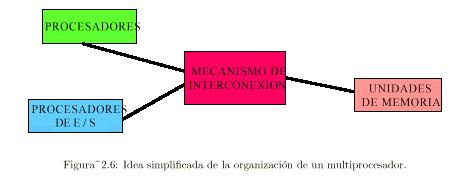 PROCESADORES
MECANISMO DE
INTERCONEXION
UNIDADES
DE MEMORIA
PROCESADORES
DE E / S
Figura˜2.6: Idea simplificada de la organización de un multiprocesador.